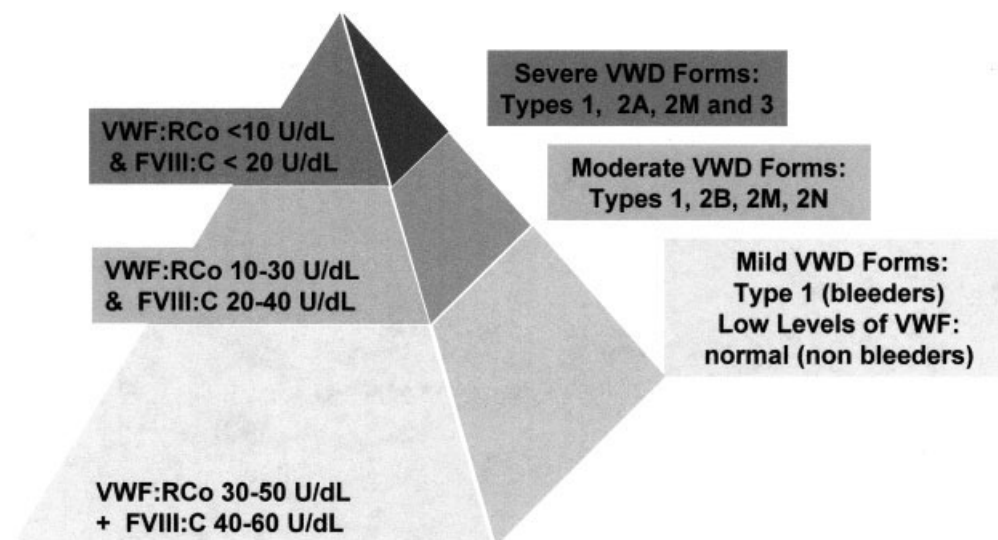 Severe VWD Forms:
Types 1, 2A, 2M and 3
VWF:RCo <10 U/dL
& FVIII:C < 20 U/dL
Moderate VWD Forms:
Types 1, 2B, 2M, 2N
VWF:RCo 10-30 U/dL
& FVIII:C 20-40 U/dL
Mild VWD Forms:
Type 1 (bleeders)
Low Levels of VWF:
normal (non bleeders)
VWF:RCo 30-50 U/dL
+ FVIII:C 40-60 U/dL